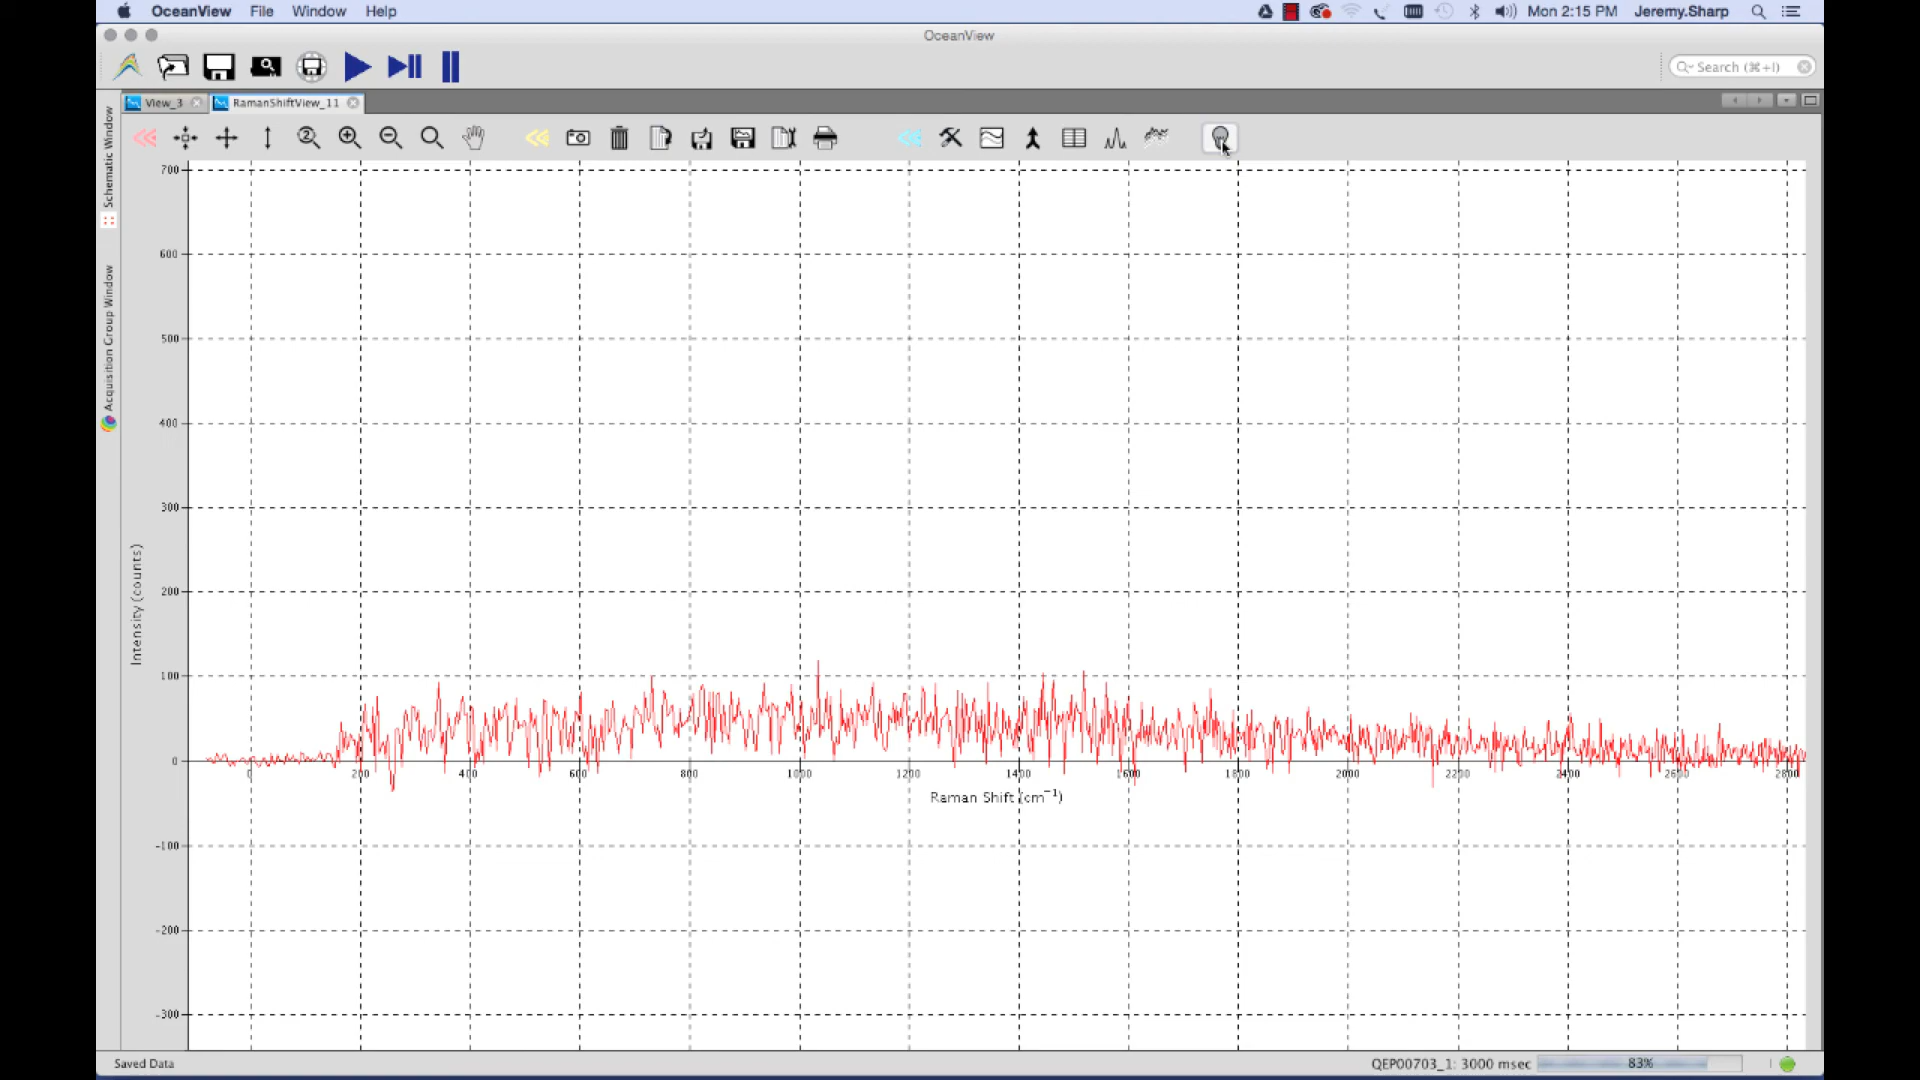 OceanView File Window Help Mon 2:15 PM Jeremy.Sharp
OceanView
Search (⌘+I)
View_3 RamanShiftView_11
Schematic Window
Acquisition Group Window
700
600
500
400
300
200
100
0
-100
-200
-300
Intensity (counts)
0 200 400 600 800 1000 1200 1400 1600 1800 2000 2200 2400 2600 2800
Raman Shift (cm⁻¹)
Saved Data QEP00703_1: 3000 msec 83%